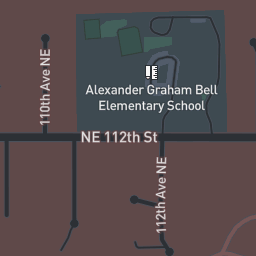 110th Ave NE
Alexander Graham Bell
Elementary School
NE 112th St
112th Ave NE